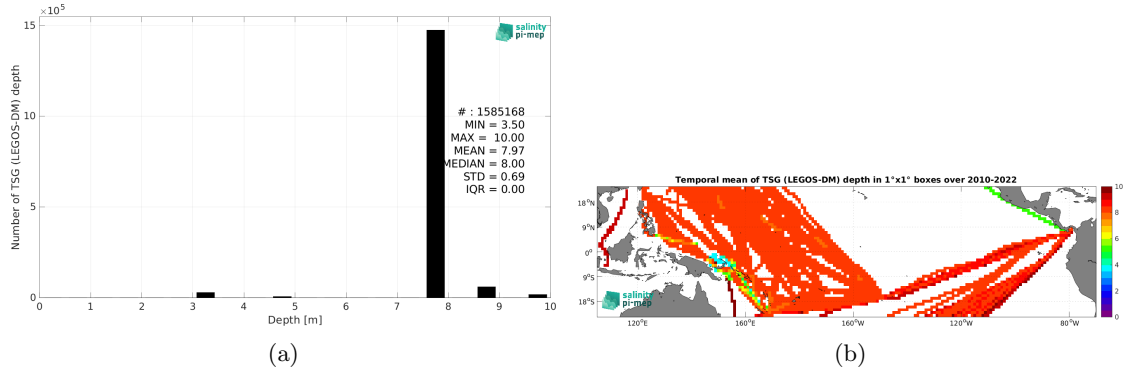 ×10⁵
15
10
5
0
Number of TSG (LEGOS-DM) depth
salinity
pi-mep
# : 1585168
MIN = 3.50
MAX = 10.00
MEAN = 7.97
MEDIAN = 8.00
STD = 0.69
IQR = 0.00
0 1 2 3 4 5 6 7 8 9 10
Depth [m]
(a)
Temporal mean of TSG (LEGOS-DM) depth in 1°x1° boxes over 2010-2022
18°N
9°N
0°
9°S
18°S
salinity
pi-mep
120°E 160°E 160°W 120°W 80°W
10
8
6
4
2
0
(b)